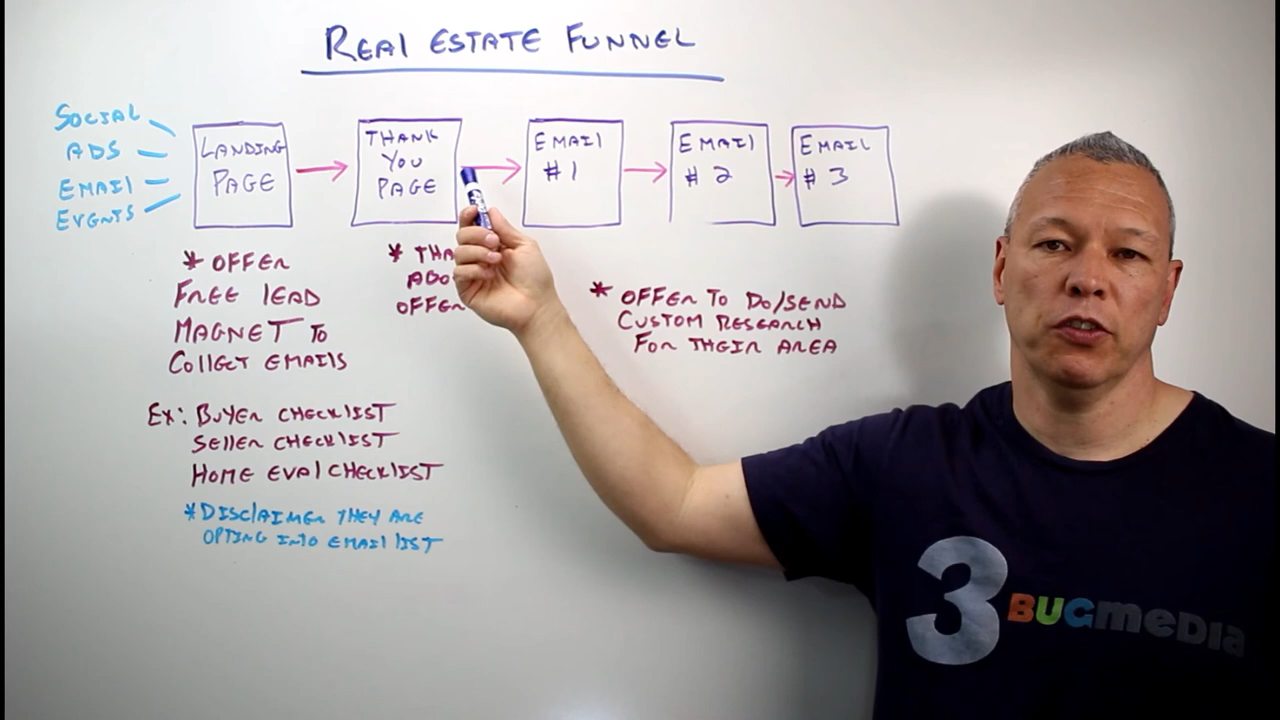 REAL ESTATE FUNNEL
SOCIAL
ADS
EMAIL
EVENTS
LANDING
PAGE
THANK
YOU
PAGE
EMAIL
#1
EMAIL
# 2
EMAIL
# 3
* OFFER
FREE LEAD
MAGNET TO
COLLECT EMAILS
EX: BUYER CHECKLIST
SELLER CHECKLIST
HOME EVAL CHECKLIST
*DISCLAIMER THEY ARE
OPTING INTO EMAIL LIST
*
OFFER
* OFFER TO DO/SEND
CUSTOM RESEARCH
FOR THEIR AREA
3 BUGmeDIa